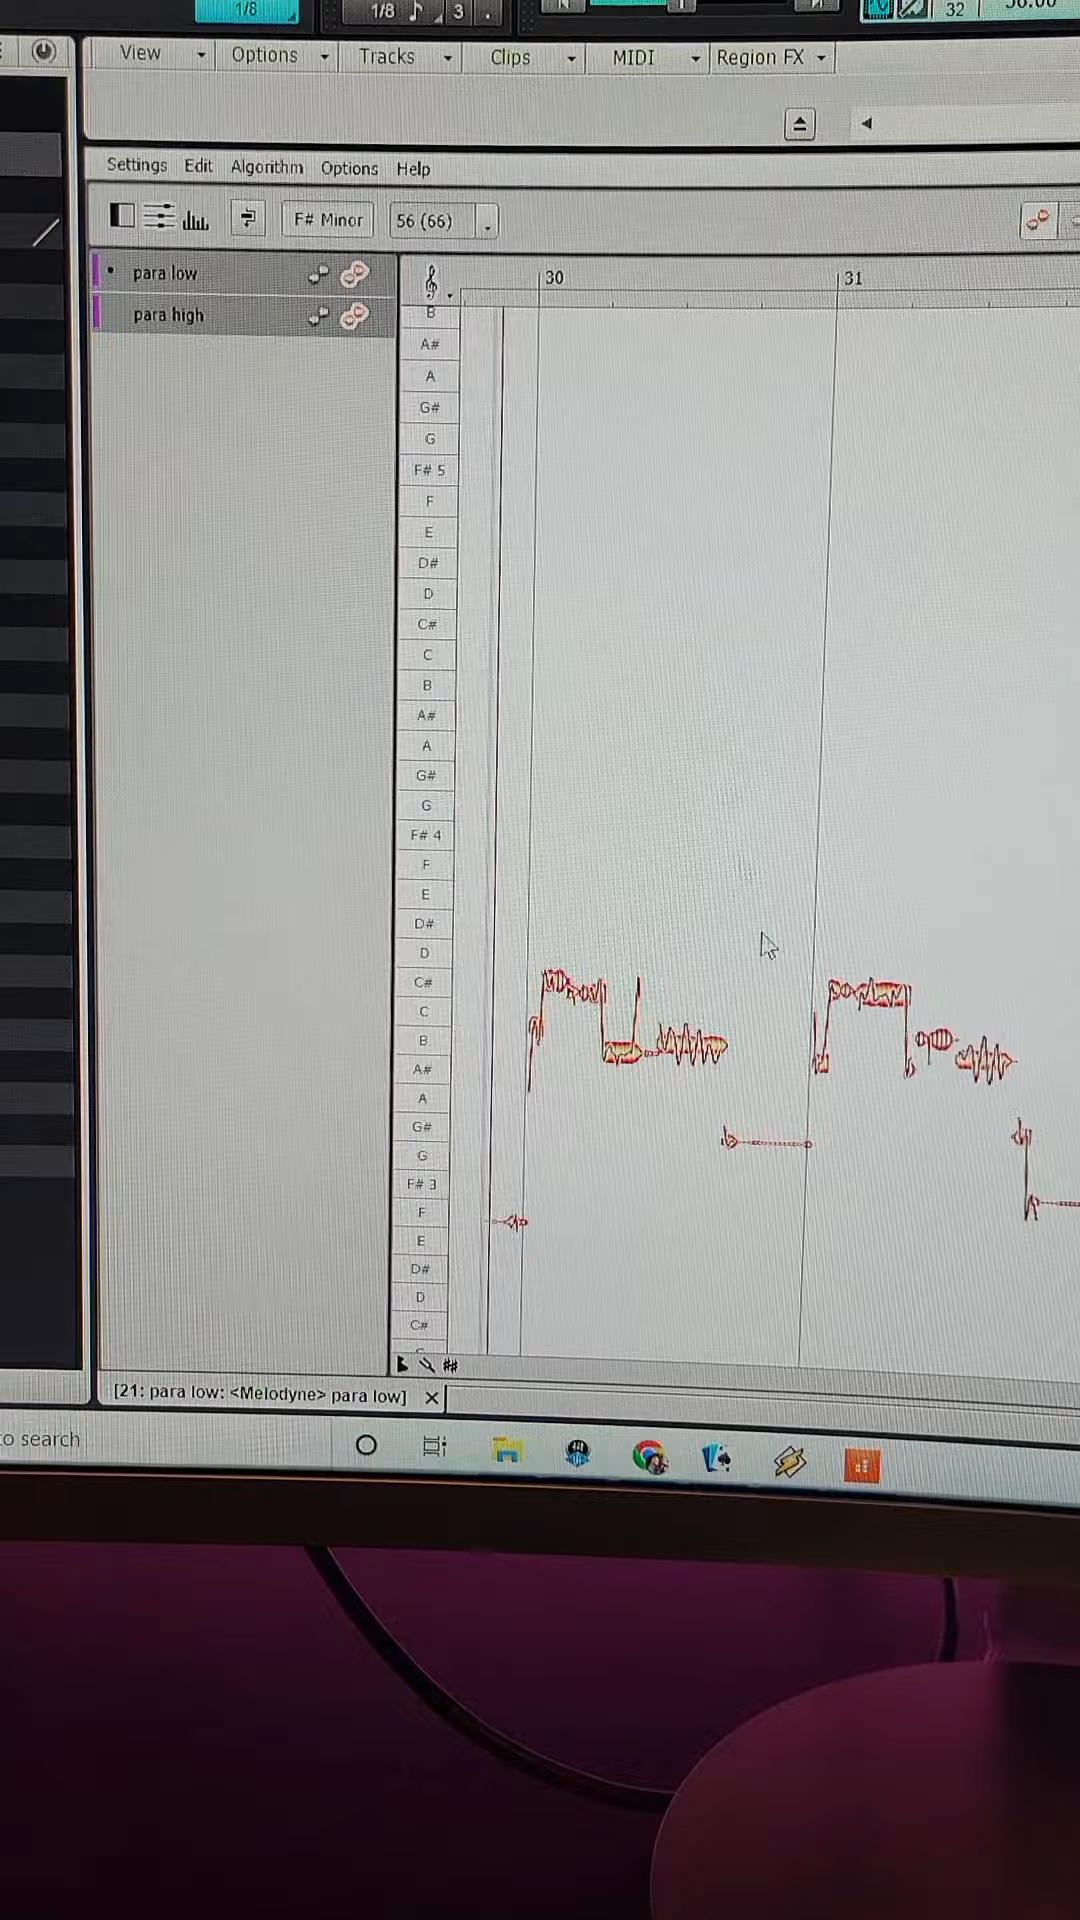 1/8
1/8 3 .
32
View
Options
Tracks
Clips
MIDI
Region FX
Settings Edit Algorithm Options Help
F# Minor
56 (66)
para low
para high
30
31
B
A#
A
G#
G
F# 5
F
E
D#
D
C#
C
B
A#
A
G#
G
F# 4
F
E
D#
D
C#
C
B
A#
A
G#
G
F# 3
F
E
D#
D
C#
[21: para low: <Melodyne> para low]
to search